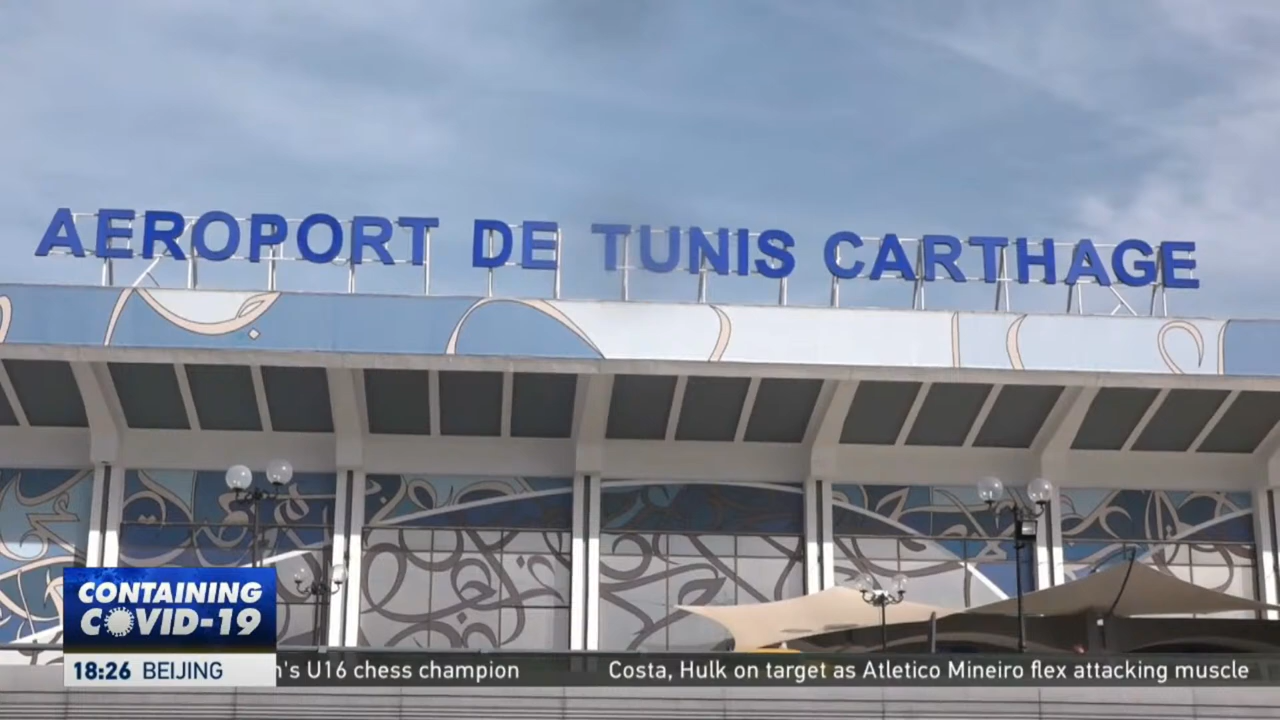 AEROPORT DE TUNIS CARTHAGE
CONTAINING
COVID-19
18:26 BEIJING
n's U16 chess champion Costa, Hulk on target as Atletico Mineiro flex attacking muscle